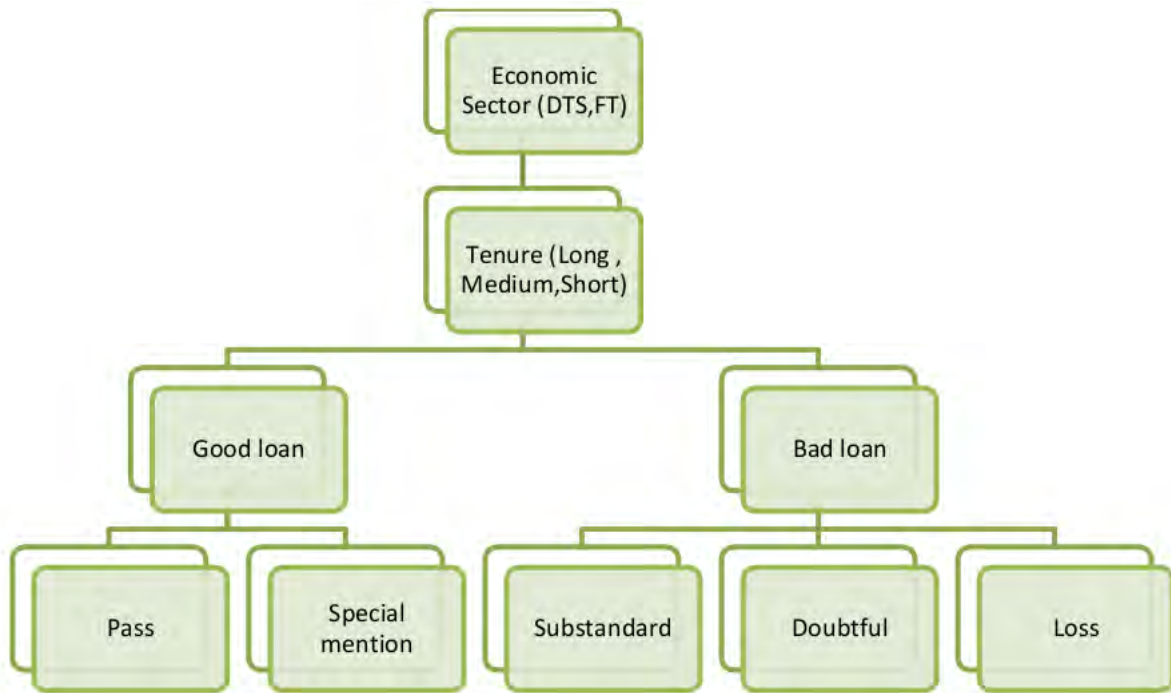 Economic
Sector (DTS,FT)
Tenure (Long ,
Medium,Short)
Good loan
Bad loan
Pass
Special
mention
Substandard
Doubtful
Loss